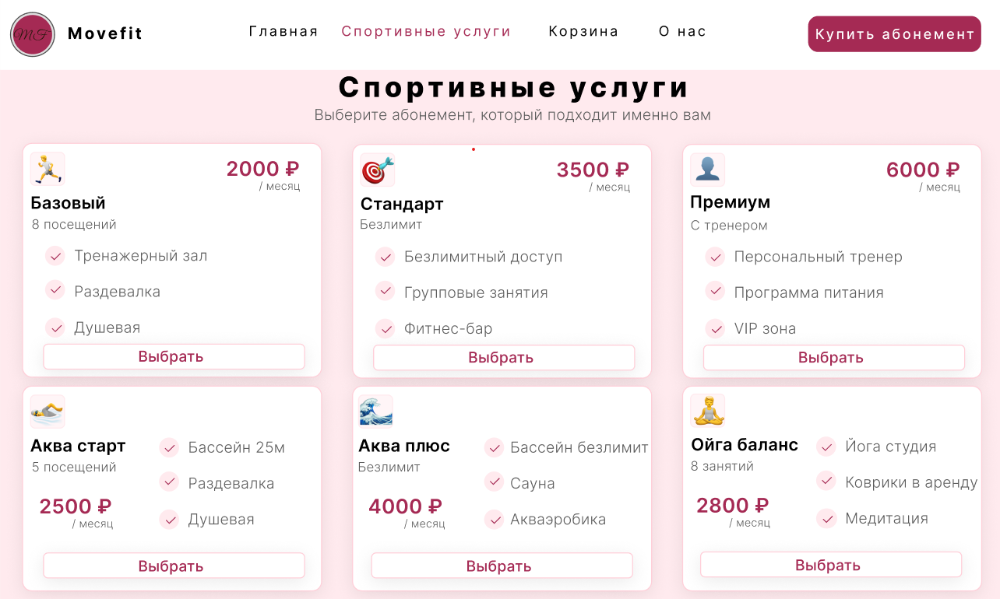 MF Movefit Главная Спортивные услуги Корзина О нас Купить абонемент
Спортивные услуги
Выберите абонемент, который подходит именно вам
2000 ₽
/ месяц
Базовый
8 посещений
Тренажерный зал
Раздевалка
Душевая
Выбрать
3500 ₽
/ месяц
Стандарт
Безлимит
Безлимитный доступ
Групповые занятия
Фитнес-бар
Выбрать
6000 ₽
/ месяц
Премиум
С тренером
Персональный тренер
Программа питания
VIP зона
Выбрать
Аква старт
5 посещений
2500 ₽
/ месяц
Бассейн 25м
Раздевалка
Душевая
Выбрать
Аква плюс
Безлимит
4000 ₽
/ месяц
Бассейн безлимит
Сауна
Аквааэробика
Выбрать
Ойга баланс
8 занятий
2800 ₽
/ месяц
Йога студия
Коврики в аренду
Медитация
Выбрать